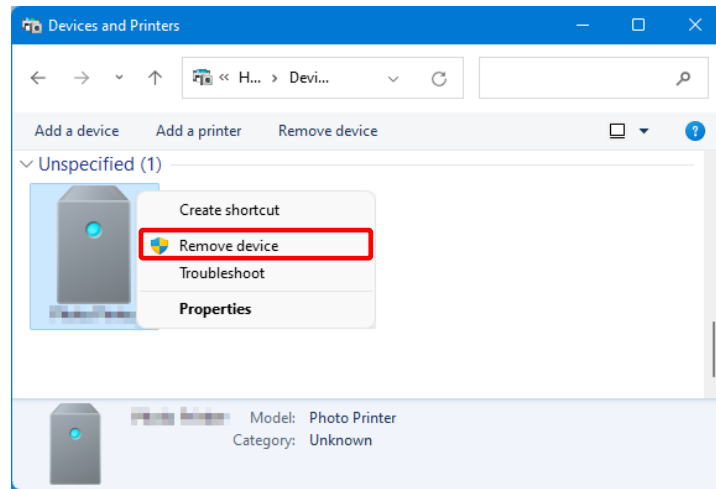 Devices and Printers
« H... › Devi...
Add a device Add a printer Remove device
?
Unspecified (1)
Create shortcut
Remove device
Troubleshoot
Properties
Model: Photo Printer
Category: Unknown